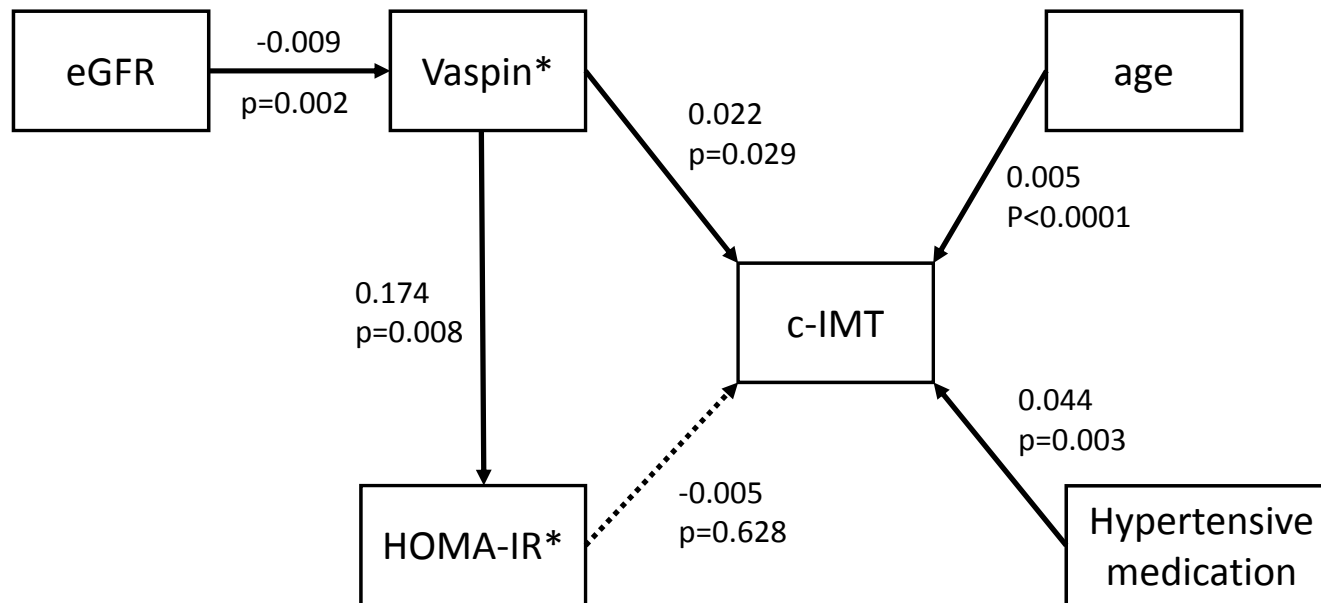 eGFR
-0.009
p=0.002
Vaspin*
0.022
p=0.029
age
0.005
P<0.0001
0.174
p=0.008
c-IMT
HOMA-IR*
-0.005
p=0.628
0.044
p=0.003
Hypertensive
medication